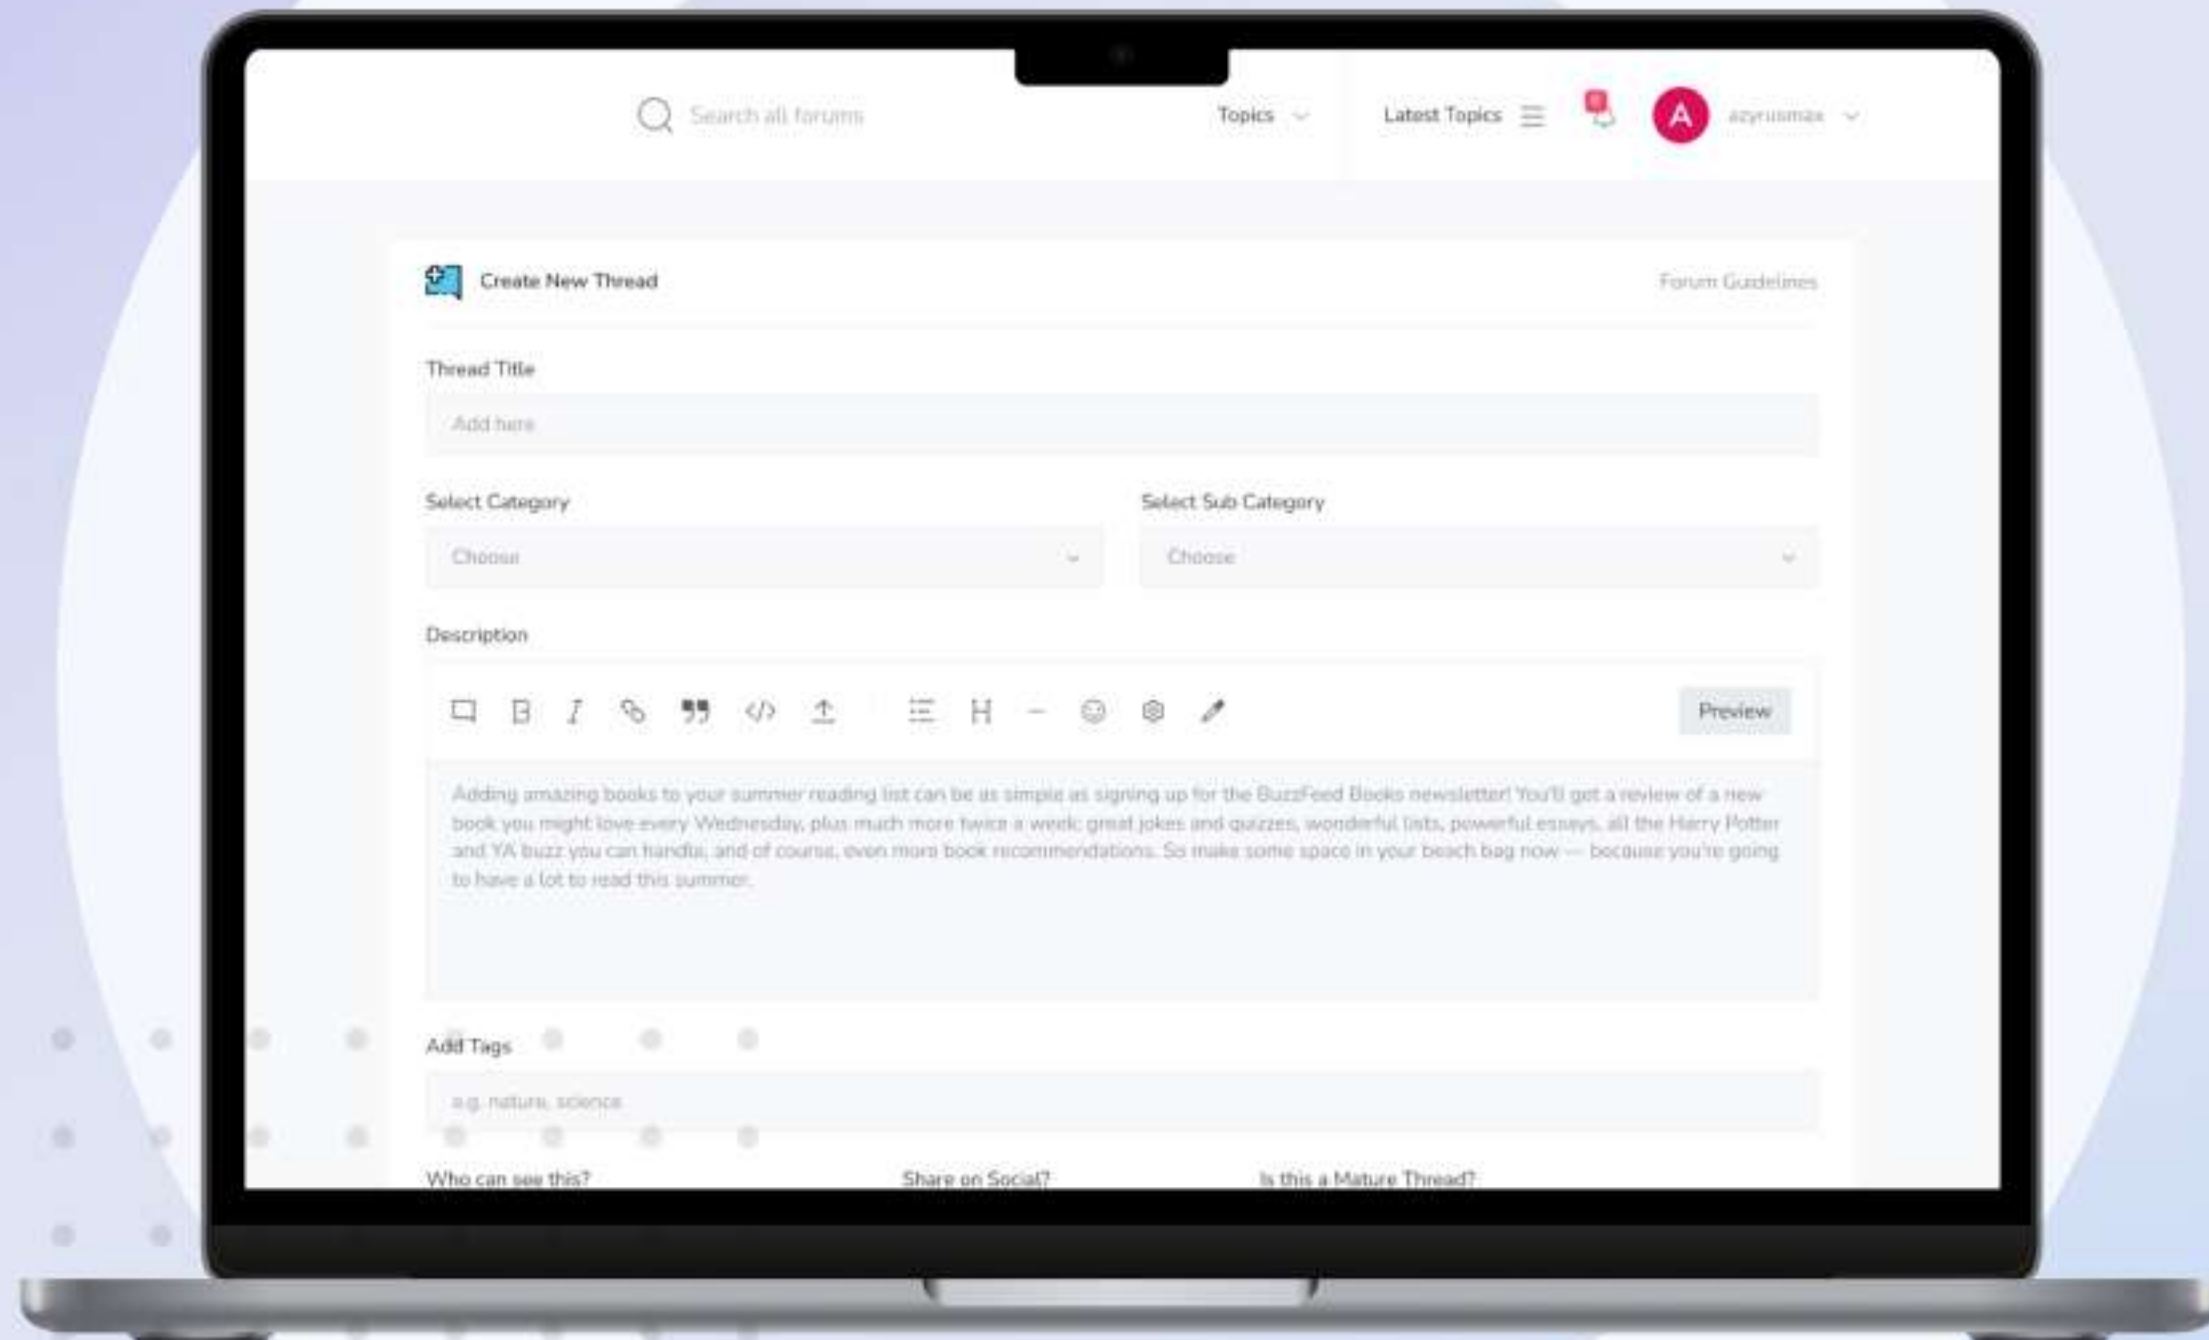 Search all forums
Topics
Latest Topics
A
azyrusmax
Create New Thread
Forum Guidelines
Thread Title
Add here
Select Category
Select Sub Category
Choose
Choose
Description
Preview
Adding amazing books to your summer reading list can be as simple as signing up for the BuzzFeed Books newsletter! You'll get a review of a new
book you might love every Wednesday, plus much more twice a week: great jokes and quizzes, wonderful lists, powerful essays, all the Harry Potter
and YA buzz you can handle, and of course, even more book recommendations. So make some space in your beach bag now — because you're going
to have a lot to read this summer.
Add Tags
e.g. nature, science
Who can see this?
Share on Social?
Is this a Mature Thread?